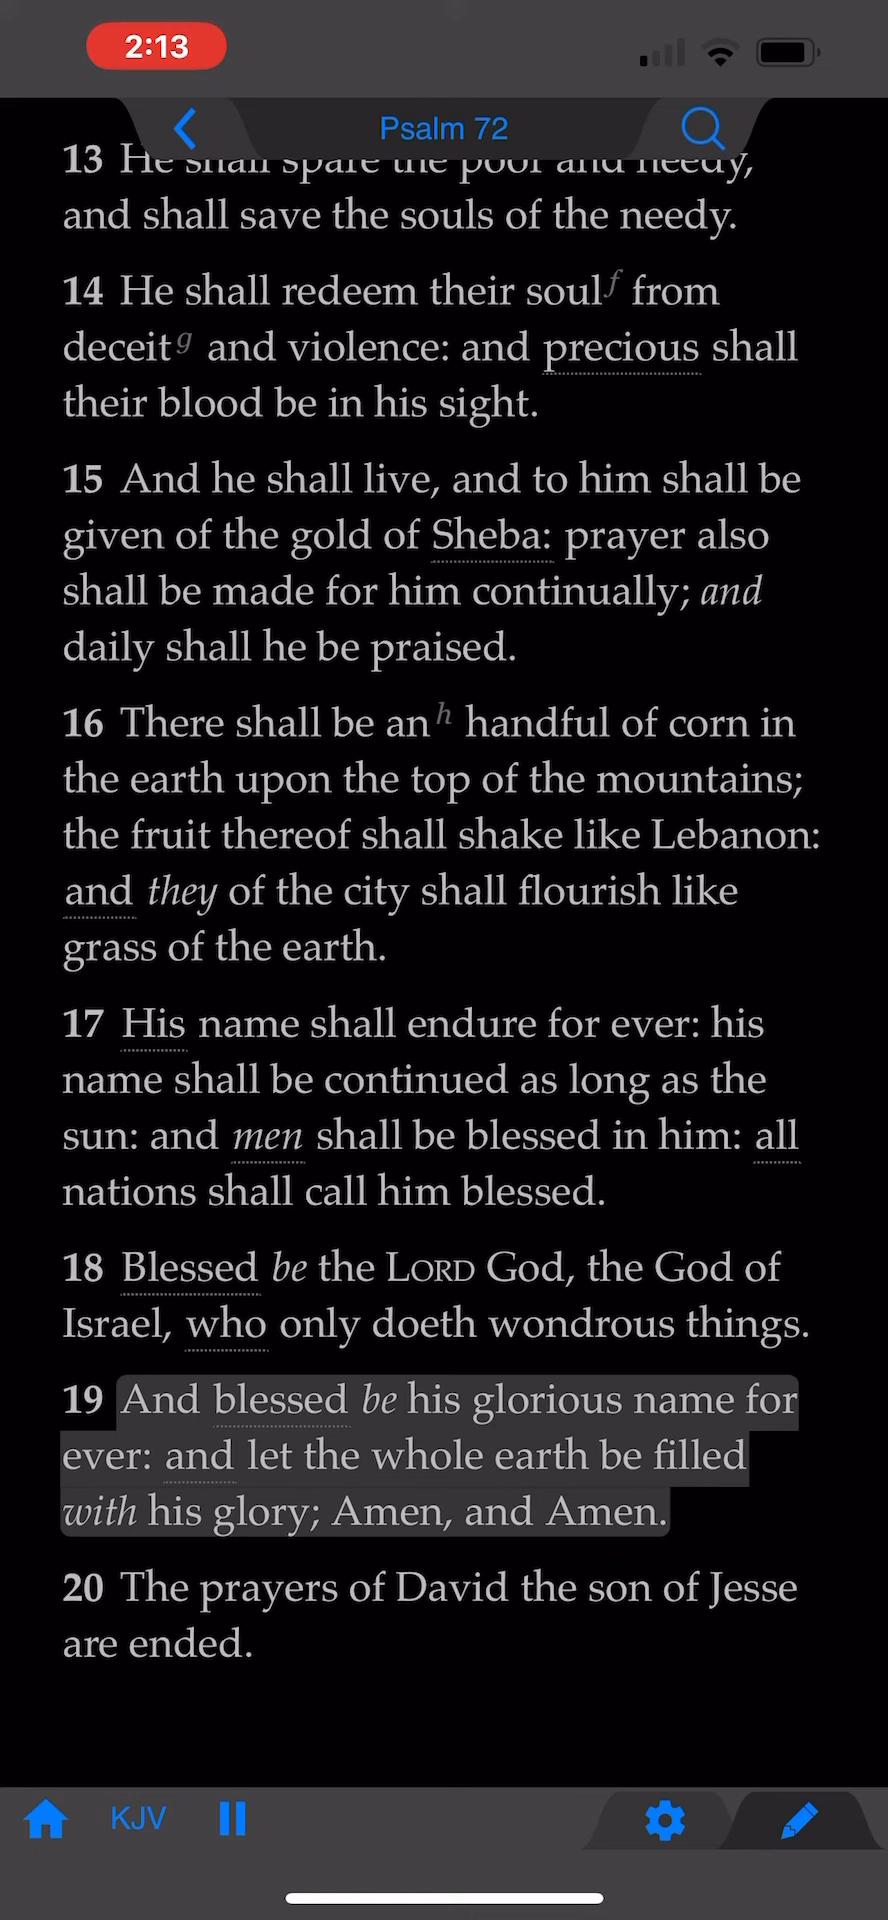 2:13
Psalm 72
13 He shall spare the poor and needy,
and shall save the souls of the needy.
14 He shall redeem their soul f from
deceit g and violence: and precious shall
their blood be in his sight.
15 And he shall live, and to him shall be
given of the gold of Sheba: prayer also
shall be made for him continually; and
daily shall he be praised.
16 There shall be an h handful of corn in
the earth upon the top of the mountains;
the fruit thereof shall shake like Lebanon:
and they of the city shall flourish like
grass of the earth.
17 His name shall endure for ever: his
name shall be continued as long as the
sun: and men shall be blessed in him: all
nations shall call him blessed.
18 Blessed be the LORD God, the God of
Israel, who only doeth wondrous things.
19 And blessed be his glorious name for
ever: and let the whole earth be filled
with his glory; Amen, and Amen.
20 The prayers of David the son of Jesse
are ended.
KJV